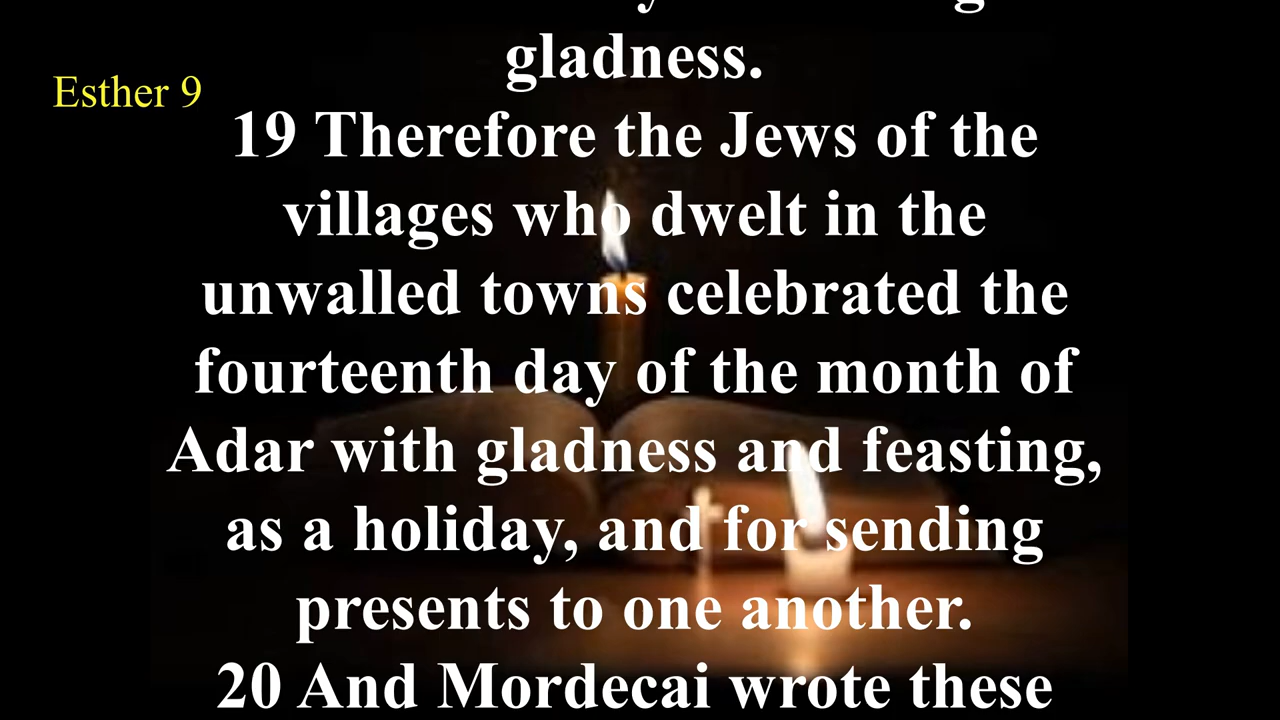 gladness.
Esther 9
19 Therefore the Jews of the
villages who dwelt in the
unwalled towns celebrated the
fourteenth day of the month of
Adar with gladness and feasting,
as a holiday, and for sending
presents to one another.
20 And Mordecai wrote these